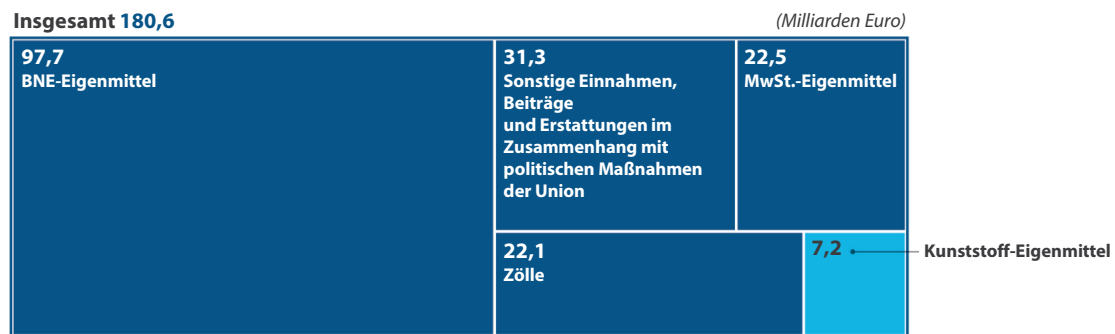 Insgesamt 180,6
(Milliarden Euro)
97,7
BNE-Eigenmittel
31,3
Sonstige Einnahmen,
Beiträge
und Erstattungen im
Zusammenhang mit
politischen Maßnahmen
der Union
22,5
MwSt.-Eigenmittel
22,1
Zölle
7,2
Kunststoff-Eigenmittel